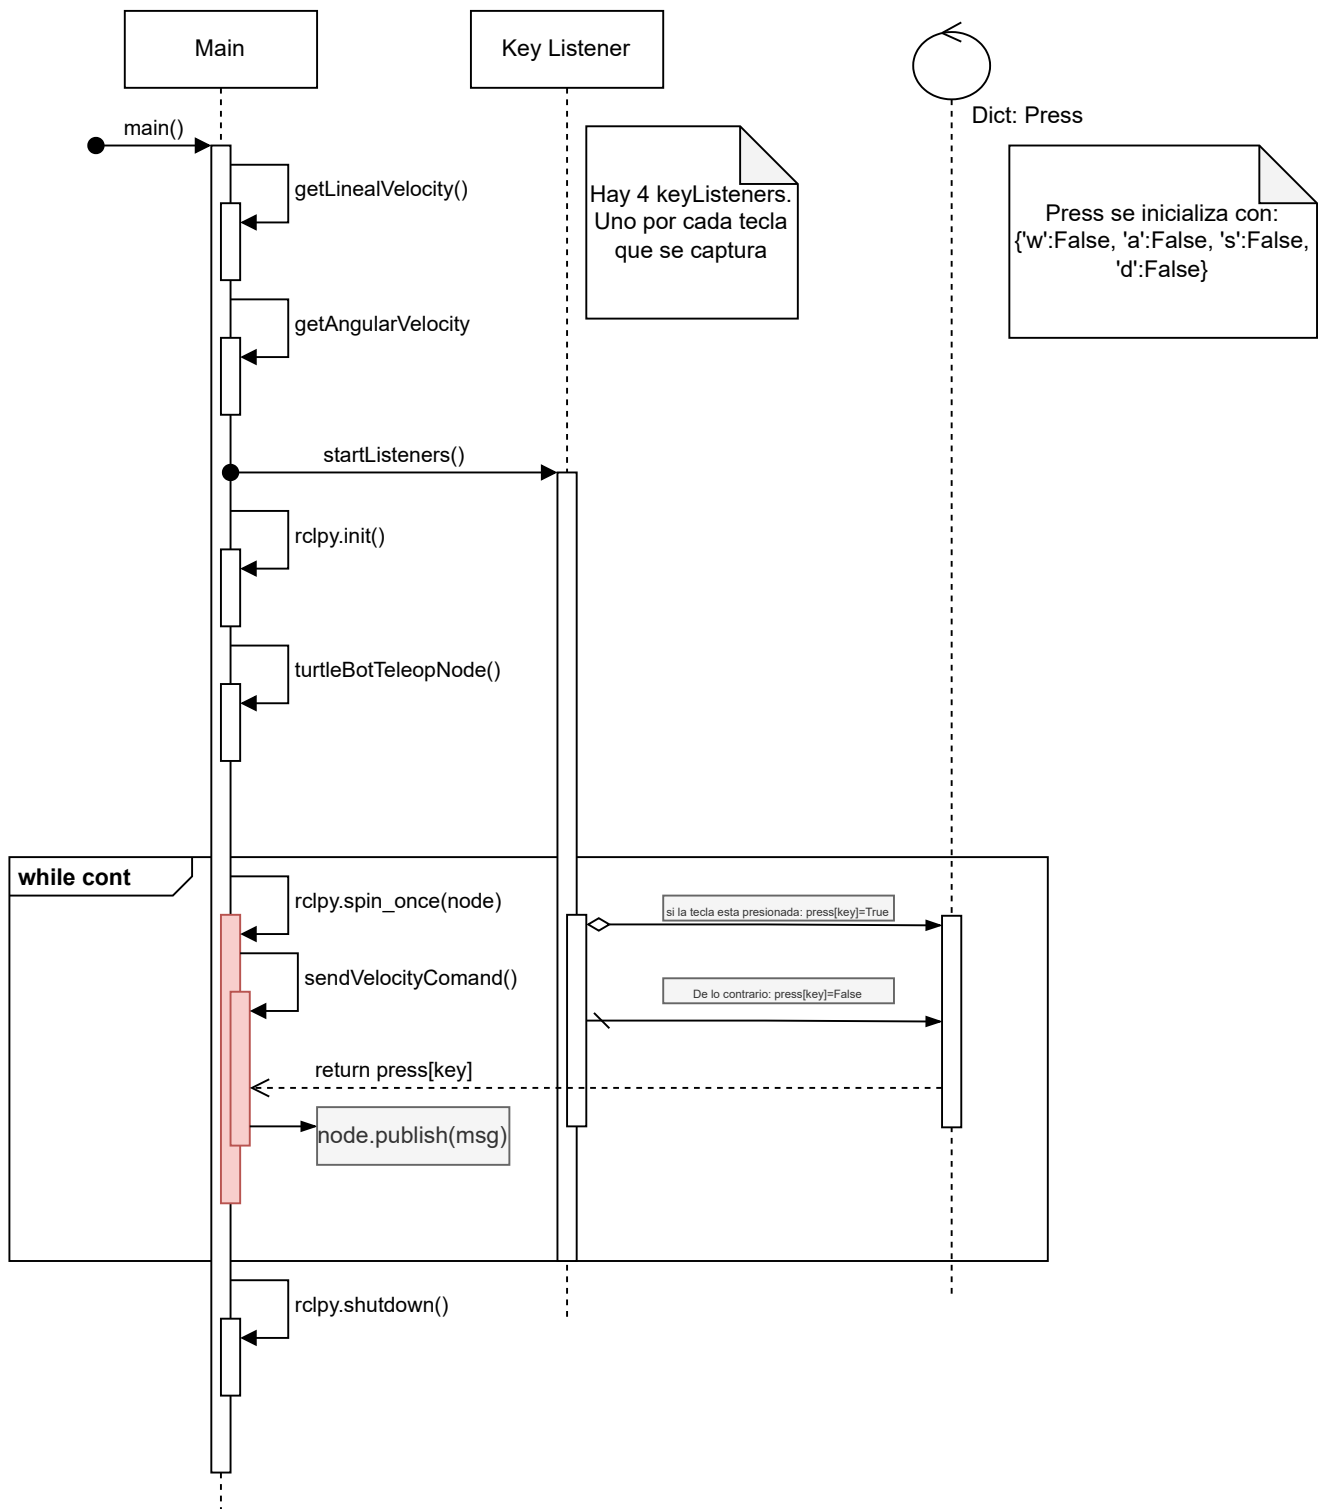 Main
Key Listener
Dict: Press
main()
getLinealVelocity()
Hay 4 keyListeners.
Uno por cada tecla
que se captura
Press se inicializa con:
{'w':False, 'a':False, 's':False,
'd':False}
getAngularVelocity
startListeners()
rclpy.init()
turtleBotTeleopNode()
while cont
rclpy.spin_once(node)
si la tecla esta presionada: press[key]=True
sendVelocityComand()
De lo contrario: press[key]=False
return press[key]
node.publish(msg)
rclpy.shutdown()